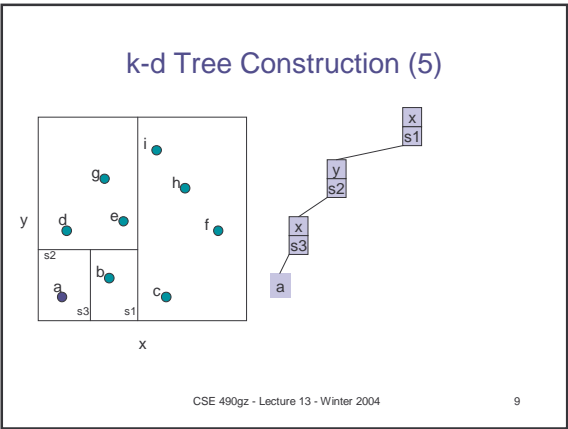 k-d Tree Construction (5)
x
s1
i
y
s2
g
h
y
d
e
f
x
s3
s2
b
a
c
a
s3
s1
x
CSE 490gz - Lecture 13 - Winter 2004
9